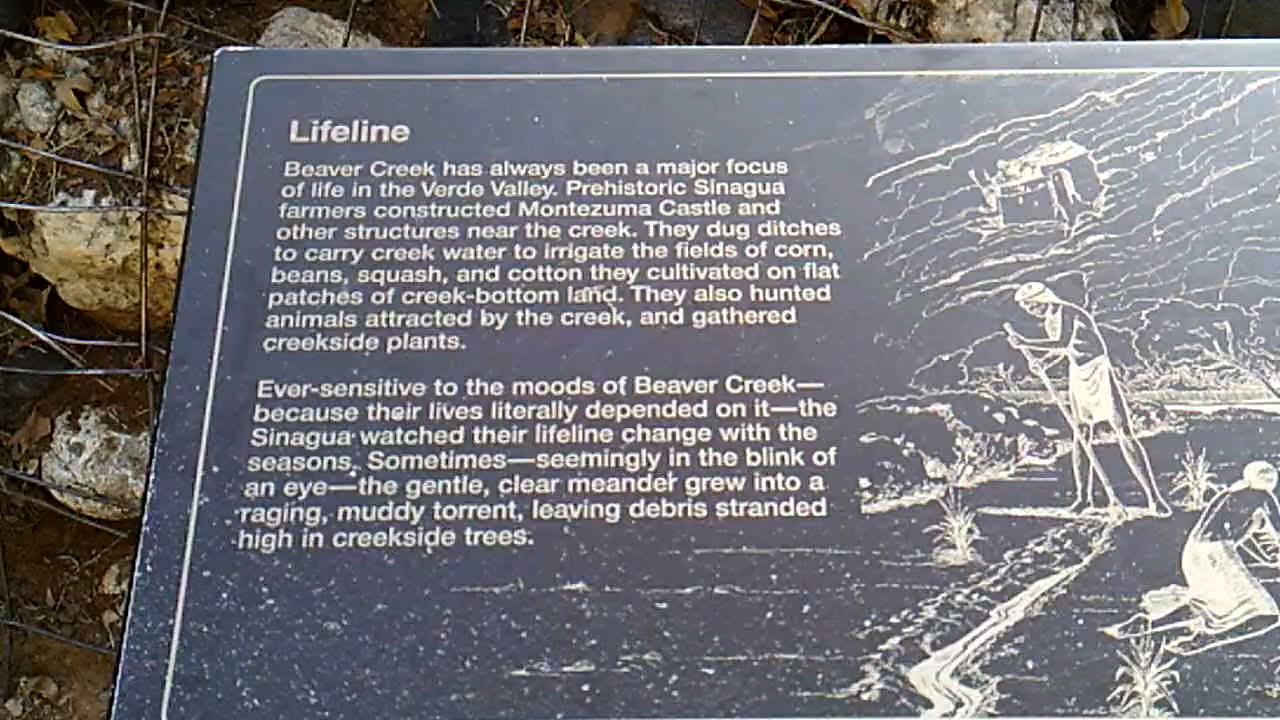 Lifeline
Beaver Creek has always been a major focus
of life in the Verde Valley. Prehistoric Sinagua
farmers constructed Montezuma Castle and
other structures near the creek. They dug ditches
to carry creek water to irrigate the fields of corn,
beans, squash, and cotton they cultivated on flat
patches of creek-bottom land. They also hunted
animals attracted by the creek, and gathered
creekside plants.
Ever-sensitive to the moods of Beaver Creek—
because their lives literally depended on it—the
Sinagua watched their lifeline change with the
seasons. Sometimes—seemingly in the blink of
an eye—the gentle, clear meander grew into a
raging, muddy torrent, leaving debris stranded
high in creekside trees.